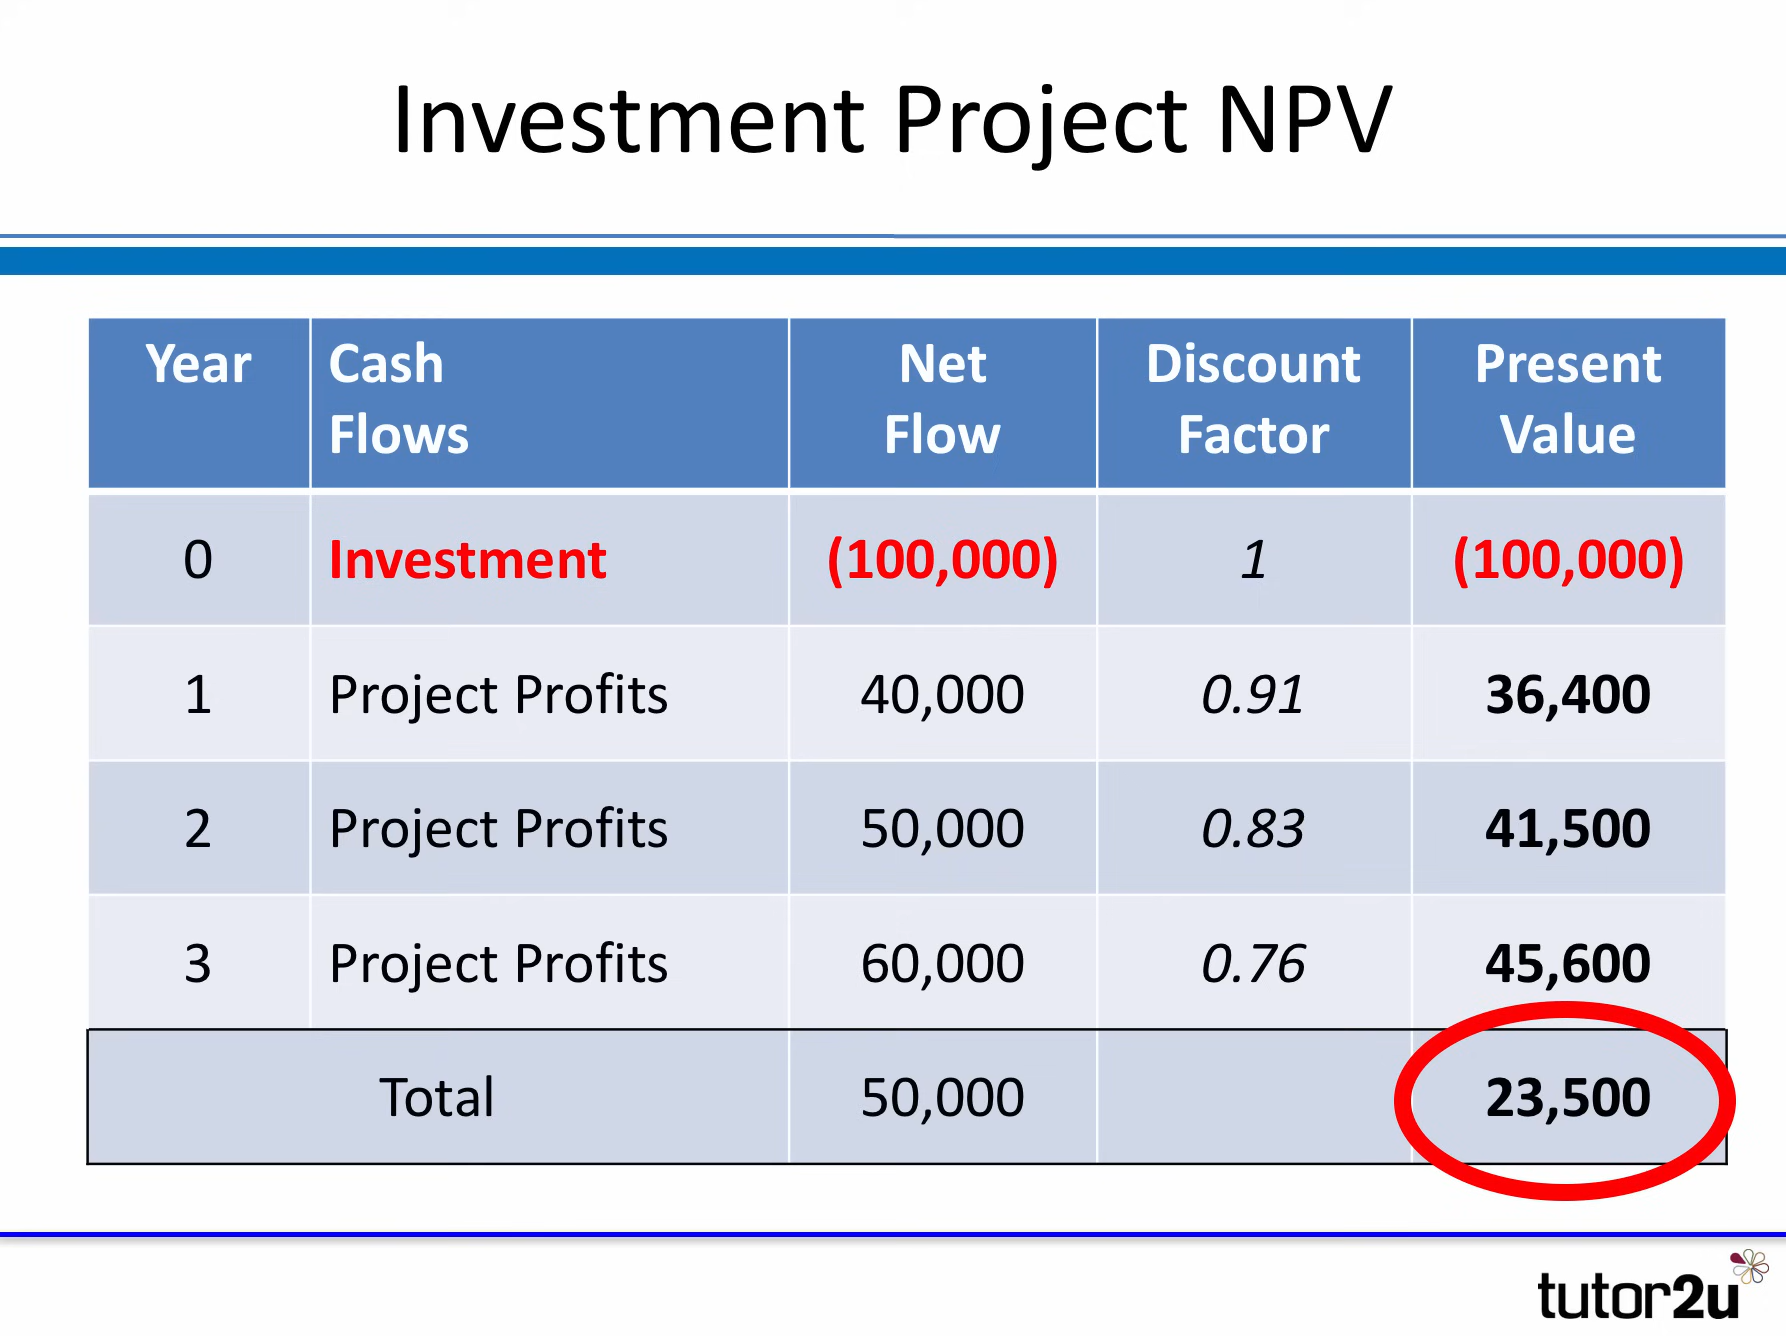 Investment Project NPV
Year Cash Flows Net Flow Discount Factor Present Value
0 Investment (100,000) 1 (100,000)
1 Project Profits 40,000 0.91 36,400
2 Project Profits 50,000 0.83 41,500
3 Project Profits 60,000 0.76 45,600
Total 50,000 23,500
tutor2u